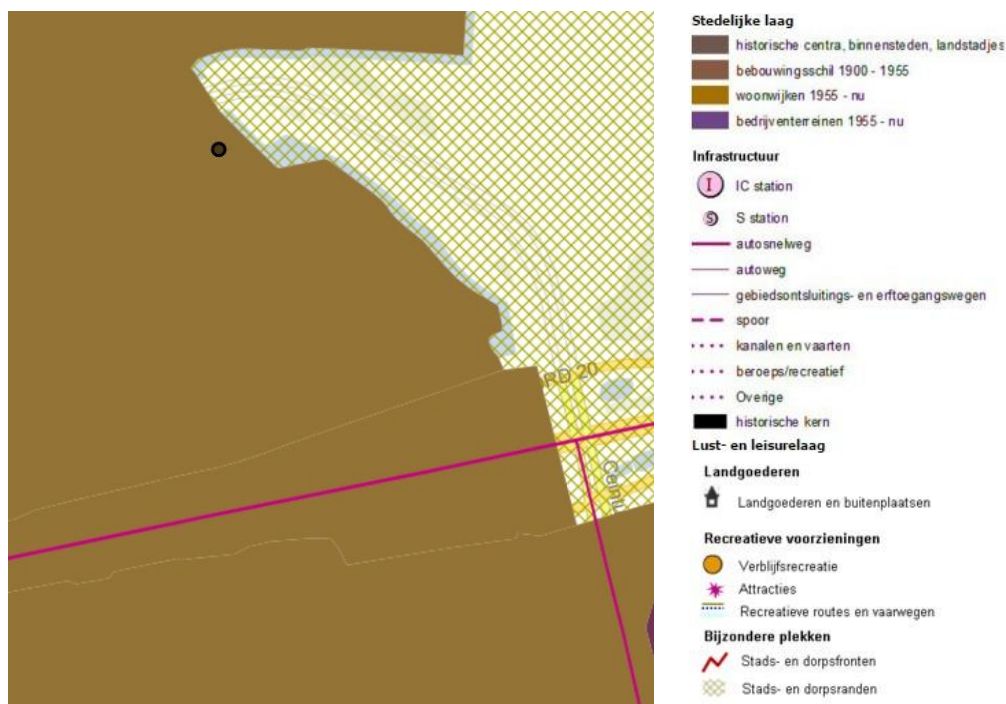 RD 20
Ceintu
Stedelijke laag
historische centra, binnensteden, landstadjes
bebouwingsschil 1900 - 1955
woonwijken 1955 - nu
bedrijventerreinen 1955 - nu
Infrastructuur
I IC station
S S station
autosnelweg
autoweg
gebiedsontsluitings- en erftoegangswegen
spoor
kanalen en vaarten
beroeps/recreatief
Overige
historische kern
Lust- en leisurelaag
Landgoederen
Landgoederen en buitenplaatsen
Recreatieve voorzieningen
Verblijfsrecreatie
Attracties
Recreatieve routes en vaarwegen
Bijzondere plekken
Stads- en dorpsfronten
Stads- en dorpsranden